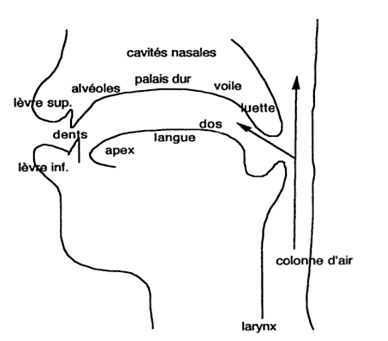 cavités nasales
palais dur
alvéoles
voile
lèvre sup.
luette
dos
dents
langue
apex
lèvre inf.
colonne d'air
larynx